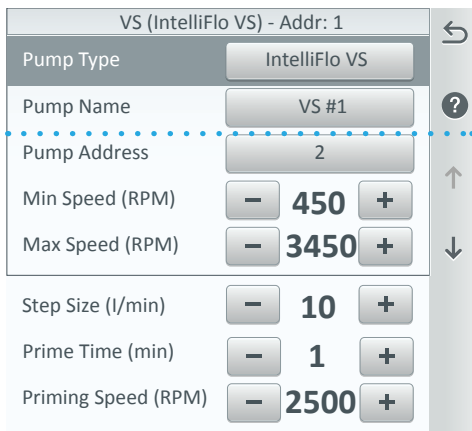 VS (IntelliFlo VS) - Addr: 1
Pump Type IntelliFlo VS
Pump Name VS #1
?
Pump Address 2
Min Speed (RPM) − 450 +
Max Speed (RPM) − 3450 +
Step Size (I/min) − 10 +
Prime Time (min) − 1 +
Priming Speed (RPM) − 2500 +